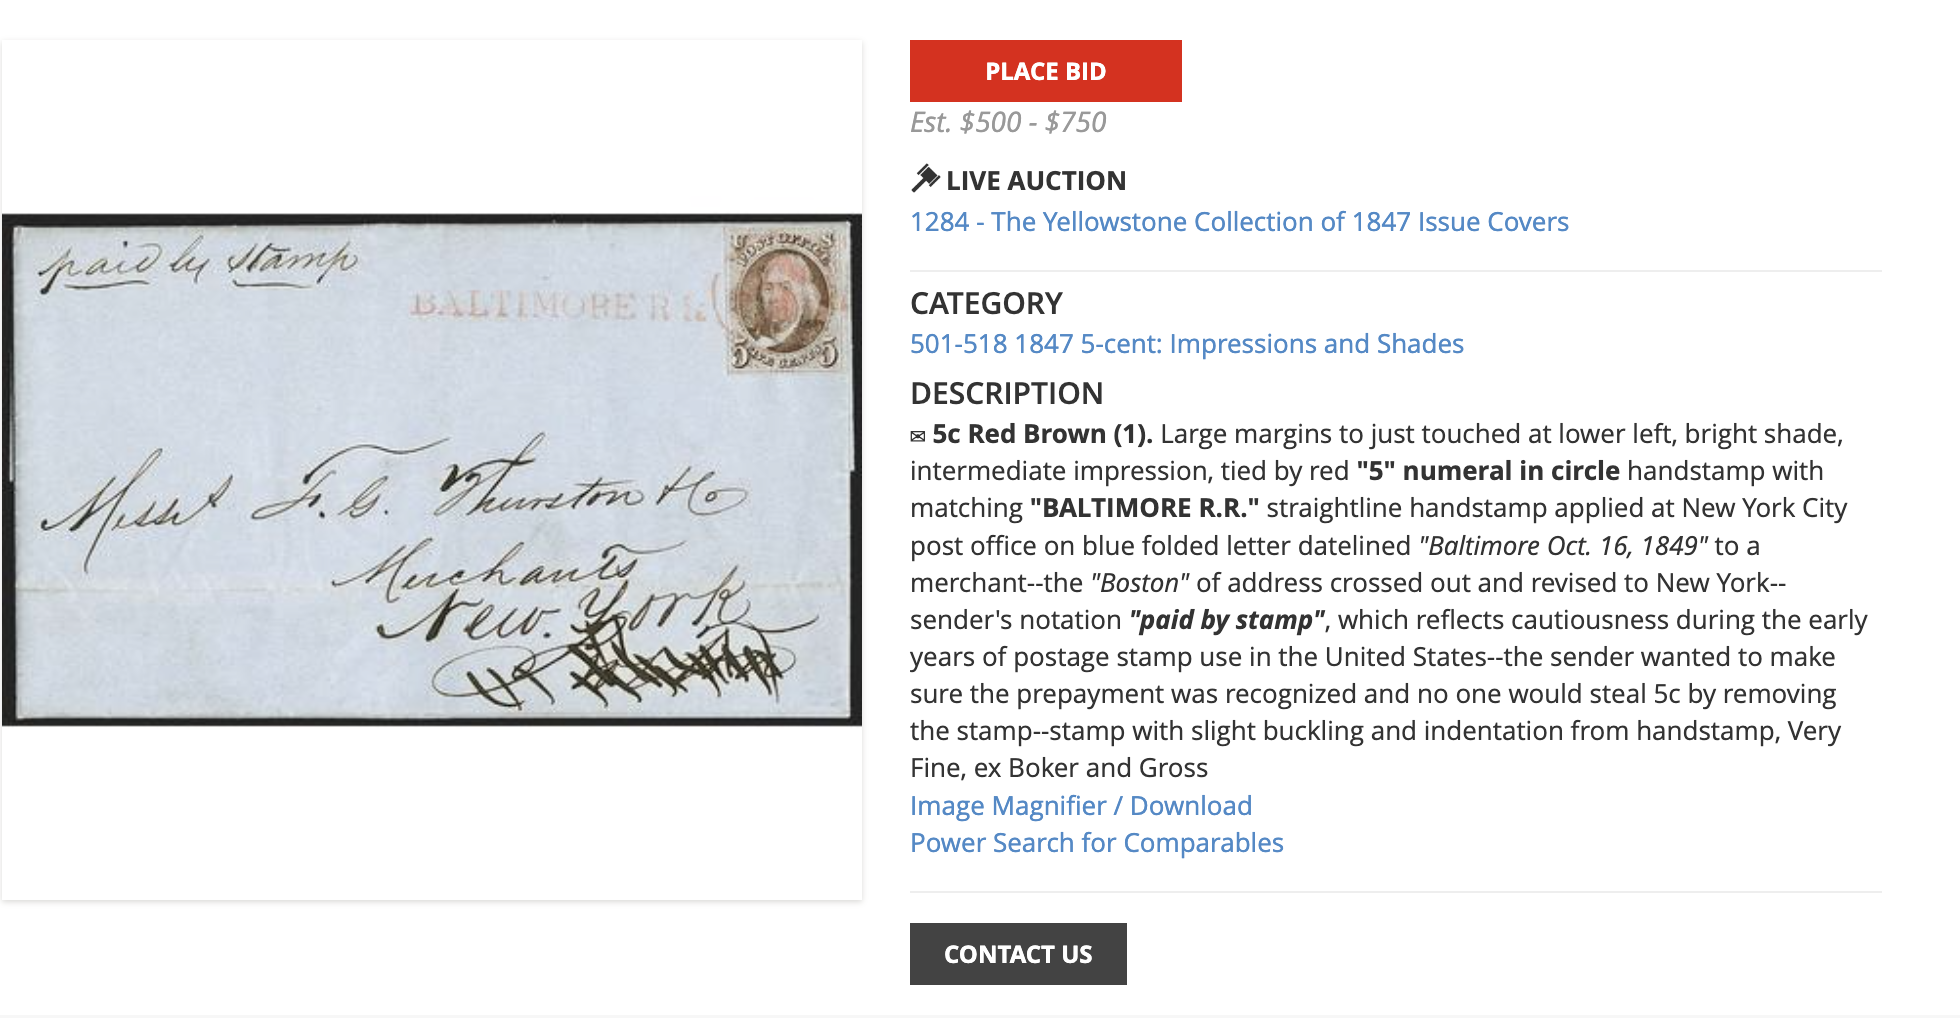 paid by stamp
BALTIMORE R.R.
POST OFFICE
5 FIVE CENTS 5
Messrs F. G. Thurston & Co
Merchants
New York
PLACE BID
Est. $500 - $750
LIVE AUCTION
1284 - The Yellowstone Collection of 1847 Issue Covers
CATEGORY
501-518 1847 5-cent: Impressions and Shades
DESCRIPTION
✉ 5c Red Brown (1). Large margins to just touched at lower left, bright shade,
intermediate impression, tied by red "5" numeral in circle handstamp with
matching "BALTIMORE R.R." straightline handstamp applied at New York City
post office on blue folded letter datelined "Baltimore Oct. 16, 1849" to a
merchant--the "Boston" of address crossed out and revised to New York--
sender's notation "paid by stamp", which reflects cautiousness during the early
years of postage stamp use in the United States--the sender wanted to make
sure the prepayment was recognized and no one would steal 5c by removing
the stamp--stamp with slight buckling and indentation from handstamp, Very
Fine, ex Boker and Gross
Image Magnifier / Download
Power Search for Comparables
CONTACT US